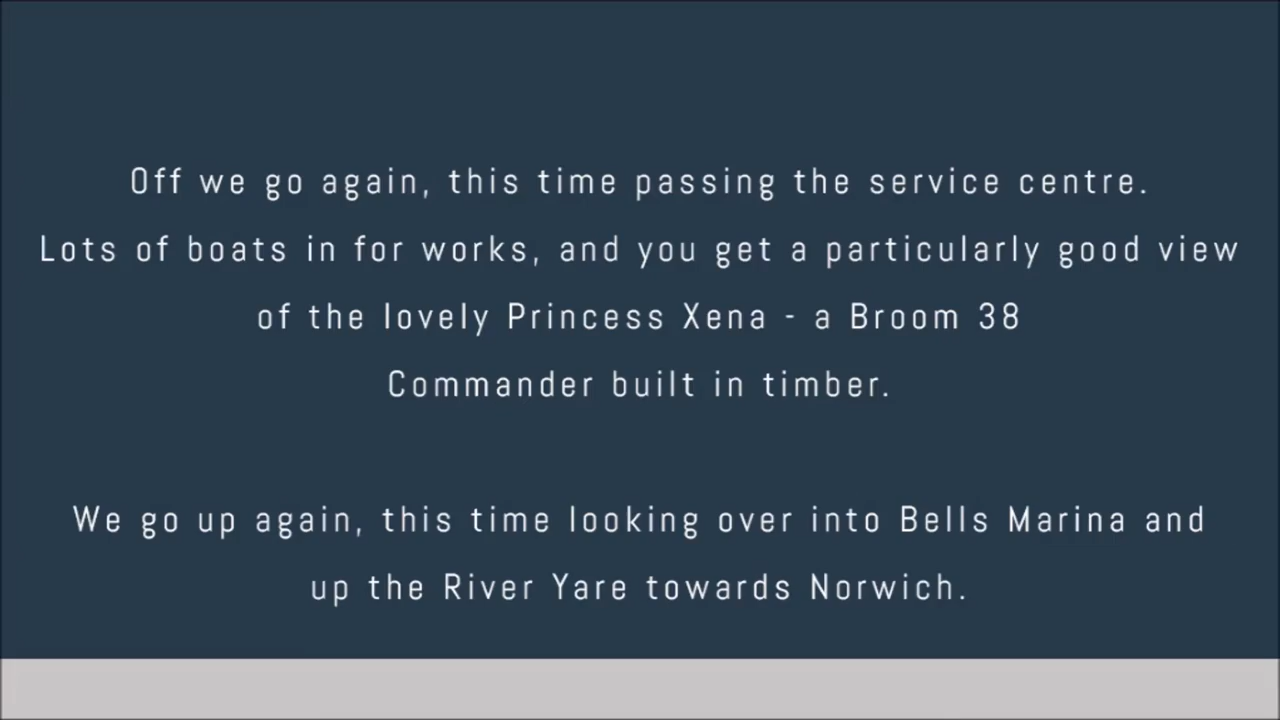 Off we go again, this time passing the service centre.
Lots of boats in for works, and you get a particularly good view
of the lovely Princess Xena - a Broom 38
Commander built in timber.
We go up again, this time looking over into Bells Marina and
up the River Yare towards Norwich.